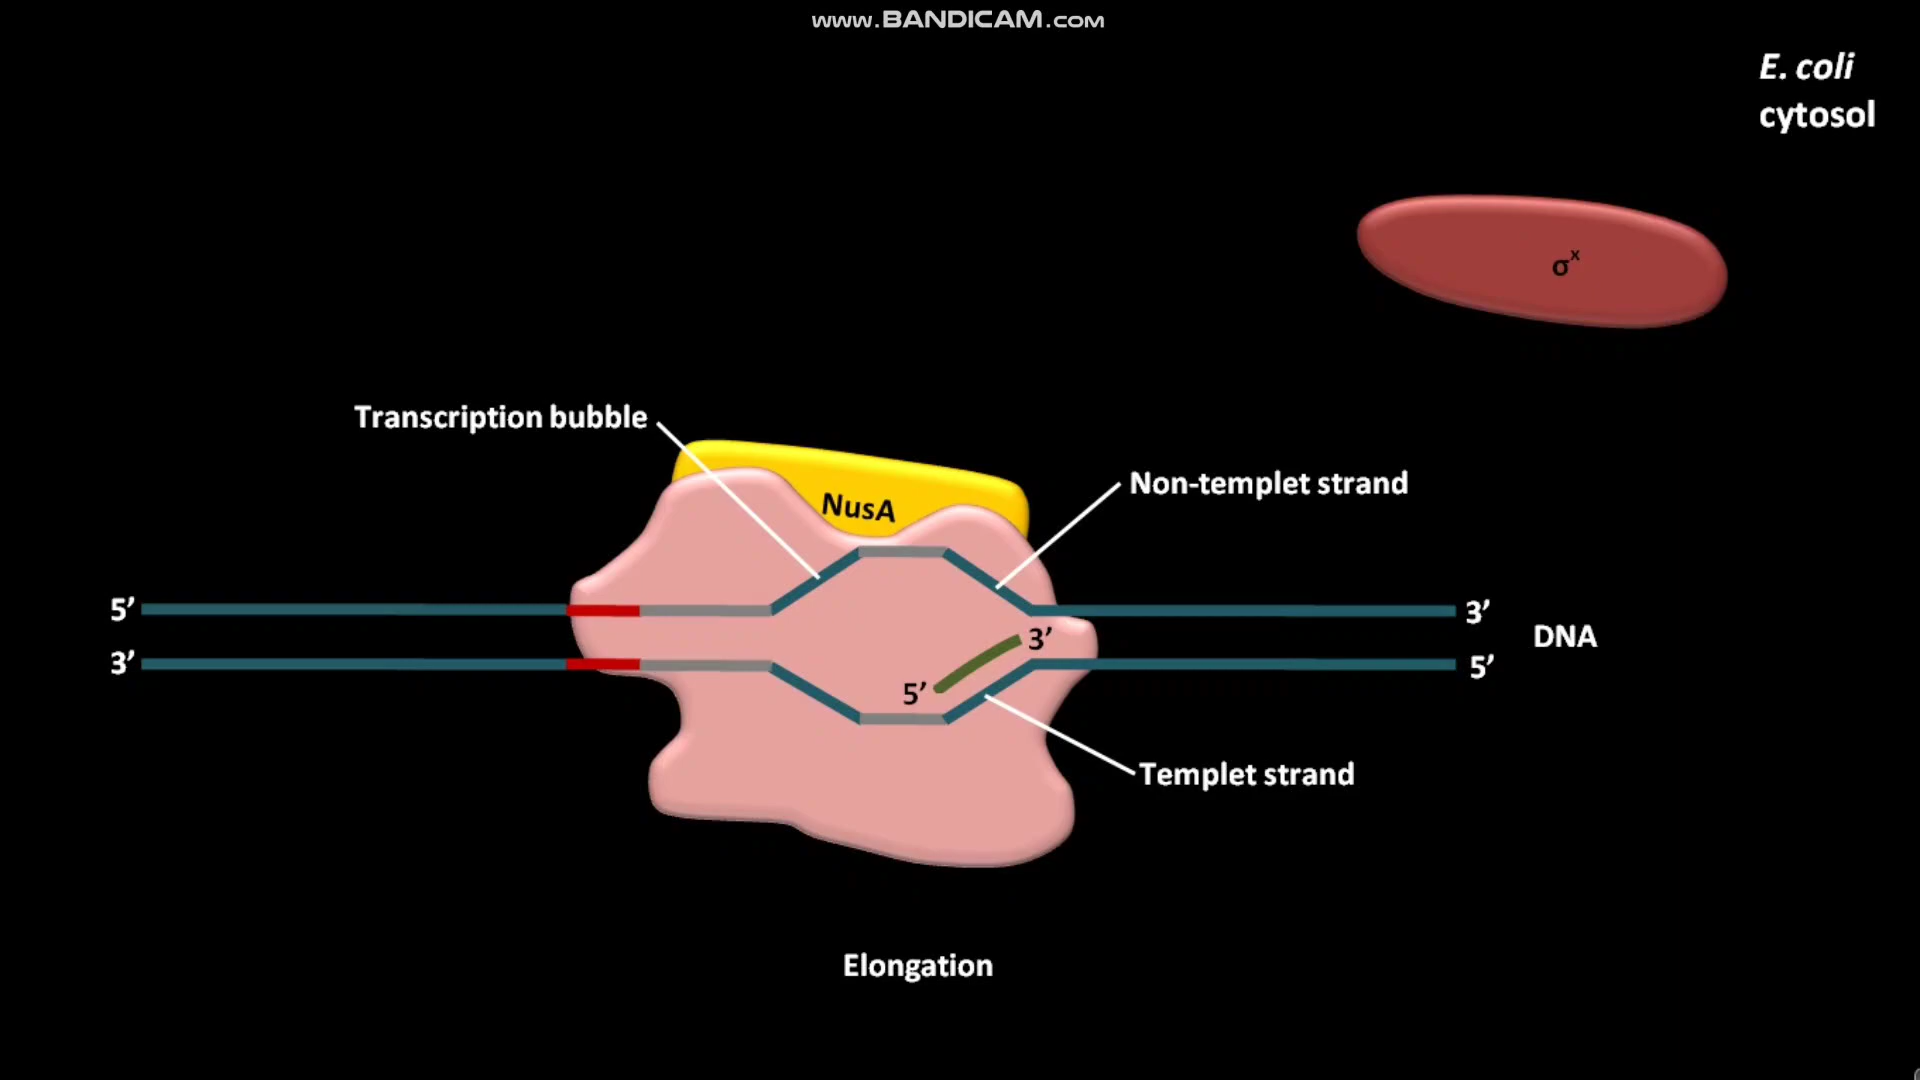 www.BANDICAM.com
E. coli
cytosol
σˣ
Transcription bubble
Non-templet strand
NusA
5’
3’
3’
DNA
3’
5’
5’
Templet strand
Elongation